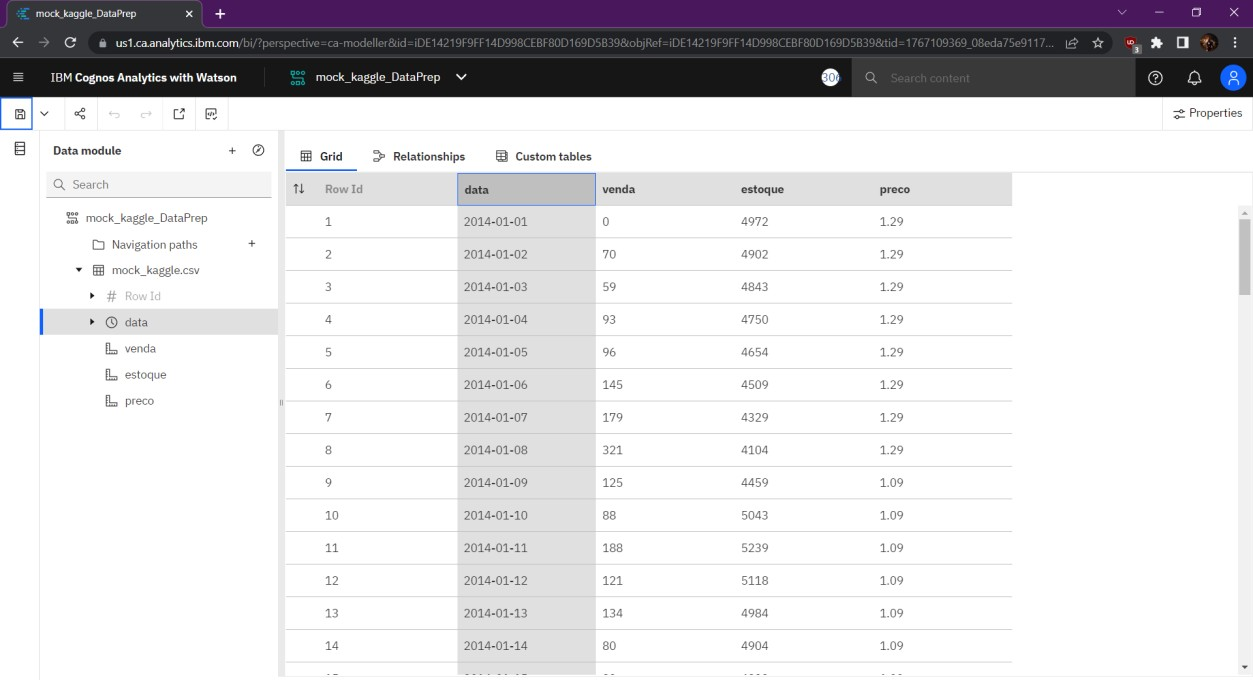 mock_kaggle_DataPrep
us1.ca.analytics.ibm.com/bi/?perspective=ca-modeller&id=iDE14219F9FF14D998CEBF80D169D5B39&objRef=iDE14219F9FF14D998CEBF80D169D5B39&tid=1767109369_08eda75e9117...
3
IBM Cognos Analytics with Watson
mock_kaggle_DataPrep
306
Search content
Properties
Data module
Search
mock_kaggle_DataPrep
Navigation paths
mock_kaggle.csv
# Row Id
data
venda
estoque
preco
Grid Relationships Custom tables
Row Id data venda estoque preco
1 2014-01-01 0 4972 1.29
2 2014-01-02 70 4902 1.29
3 2014-01-03 59 4843 1.29
4 2014-01-04 93 4750 1.29
5 2014-01-05 96 4654 1.29
6 2014-01-06 145 4509 1.29
7 2014-01-07 179 4329 1.29
8 2014-01-08 321 4104 1.29
9 2014-01-09 125 4459 1.09
10 2014-01-10 88 5043 1.09
11 2014-01-11 188 5239 1.09
12 2014-01-12 121 5118 1.09
13 2014-01-13 134 4984 1.09
14 2014-01-14 80 4904 1.09